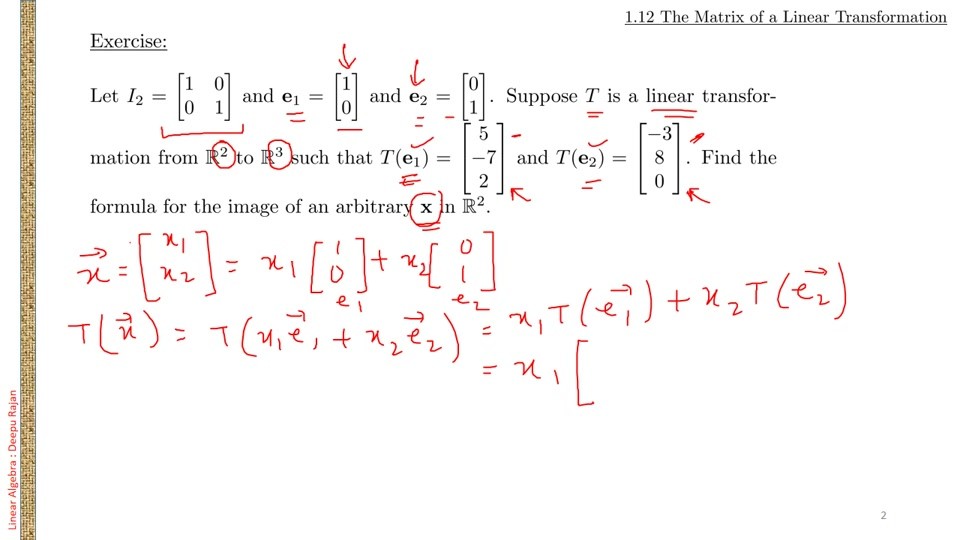 1.12 The Matrix of a Linear Transformation
Exercise:
Let I₂ = [1 0; 0 1] and e₁ = [1; 0] and e₂ = [0; 1]. Suppose T is a linear transfor-
mation from ℝ² to ℝ³ such that T(e₁) = [5; −7; 2] and T(e₂) = [−3; 8; 0]. Find the
formula for the image of an arbitrary x in ℝ².
x⃗ = [x₁; x₂] = x₁ [1; 0] + x₂ [0; 1]
e₁ e₂
T(x⃗) = T(x₁e⃗₁ + x₂e⃗₂) = x₁T(e⃗₁) + x₂T(e⃗₂)
= x₁ [
Linear Algebra : Deepu Rajan
2